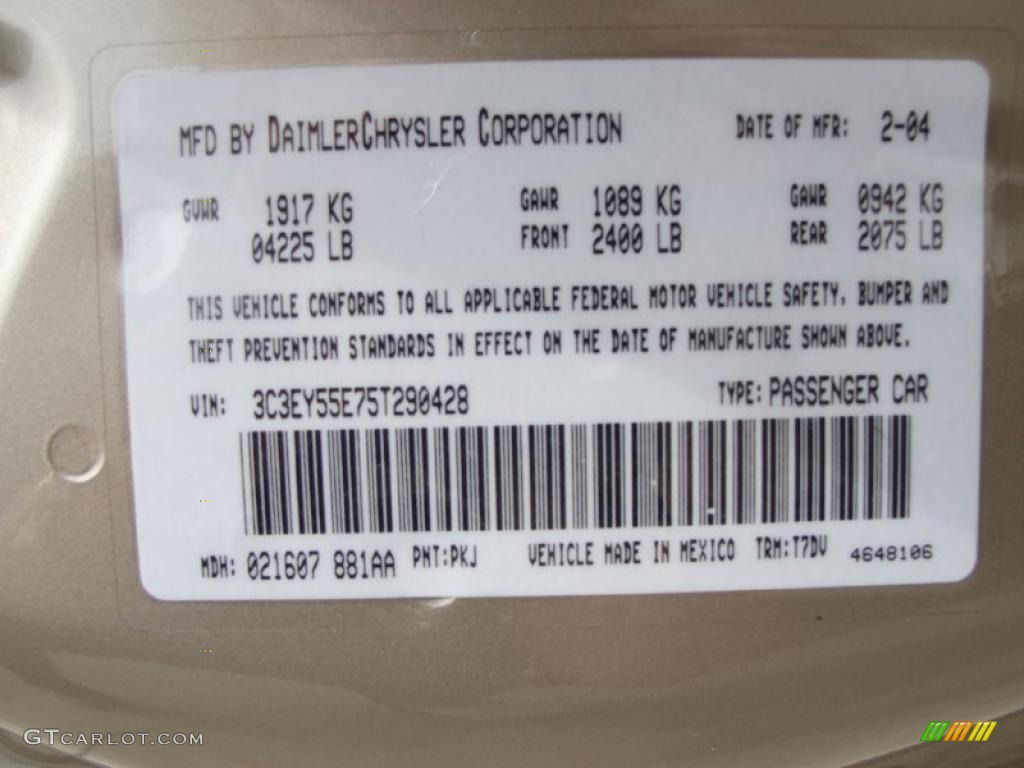 MFD BY DAIMLERCHRYSLER CORPORATION DATE OF MFR: 2-04
GVWR 1917 KG GAWR 1089 KG GAWR 0942 KG
04225 LB FRONT 2400 LB REAR 2075 LB
THIS VEHICLE CONFORMS TO ALL APPLICABLE FEDERAL MOTOR VEHICLE SAFETY, BUMPER AND
THEFT PREVENTION STANDARDS IN EFFECT ON THE DATE OF MANUFACTURE SHOWN ABOVE.
VIN: 3C3EY55E75T290428 TYPE: PASSENGER CAR
MDH: 021607 881AA PNT:PKJ VEHICLE MADE IN MEXICO TRM:T7DV 4648106
GTCARLOT.COM